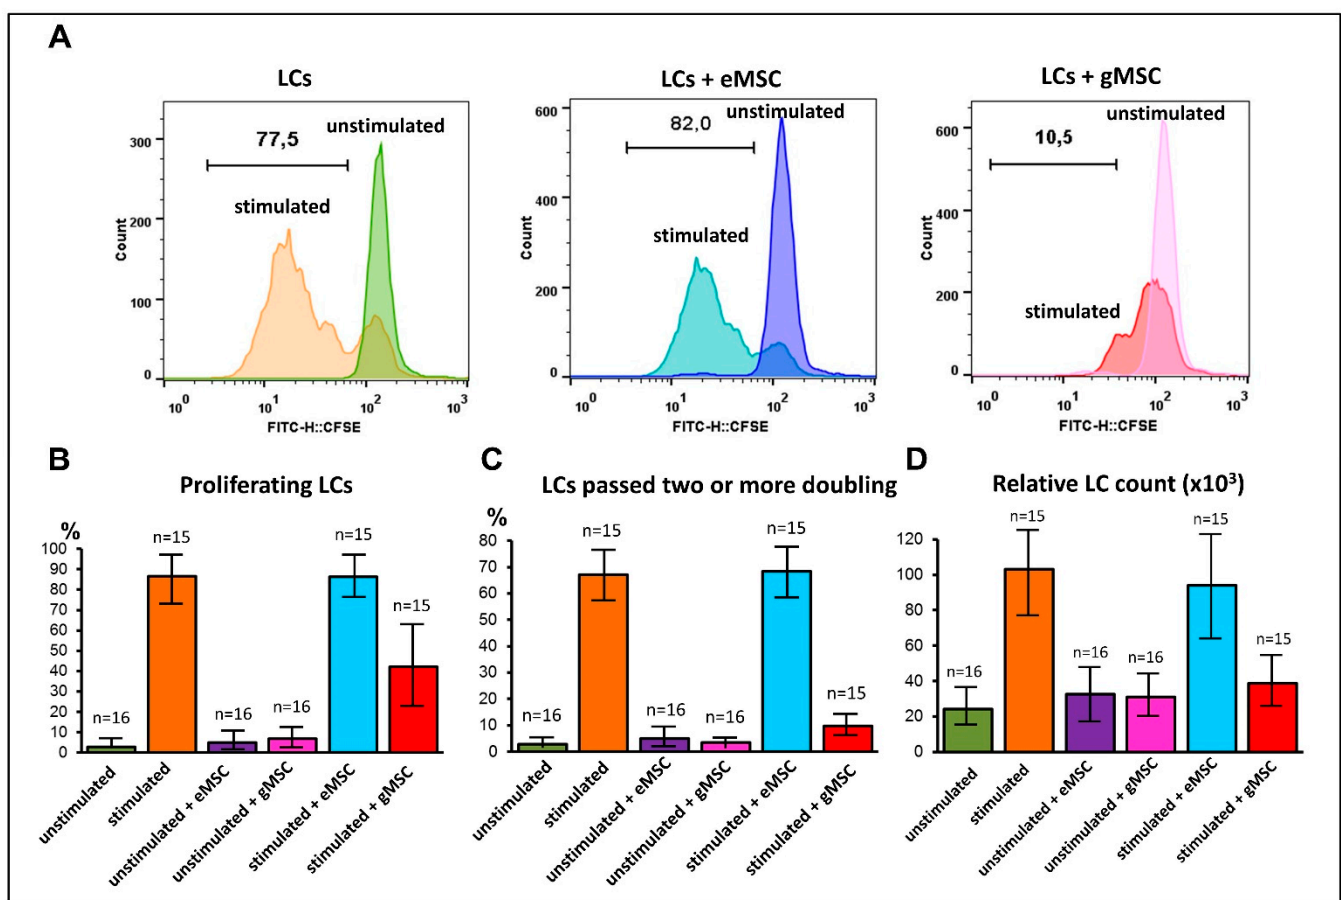 A
LCs
LCs + eMSC
LCs + gMSC
unstimulated
77,5
stimulated
300
200
100
0
Count
10⁰ 10¹ 10² 10³
FITC-H::CFSE
unstimulated
82,0
stimulated
600
400
200
0
Count
10⁰ 10¹ 10² 10³
FITC-H::CFSE
unstimulated
10,5
stimulated
600
400
200
0
Count
10⁰ 10¹ 10² 10³
FITC-H::CFSE
B
Proliferating LCs
%
100
90
80
70
60
50
40
30
20
10
0
n=16
n=15
n=16
n=16
n=15
n=15
unstimulated
stimulated
unstimulated + eMSC
unstimulated + gMSC
stimulated + eMSC
stimulated + gMSC
C
LCs passed two or more doubling
%
80
70
60
50
40
30
20
10
0
n=16
n=15
n=16
n=16
n=15
n=15
unstimulated
stimulated
unstimulated + eMSC
unstimulated + gMSC
stimulated + eMSC
stimulated + gMSC
D
Relative LC count (x10³)
120
100
80
60
40
20
0
n=16
n=15
n=16
n=16
n=15
n=15
unstimulated
stimulated
unstimulated + eMSC
unstimulated + gMSC
stimulated + eMSC
stimulated + gMSC